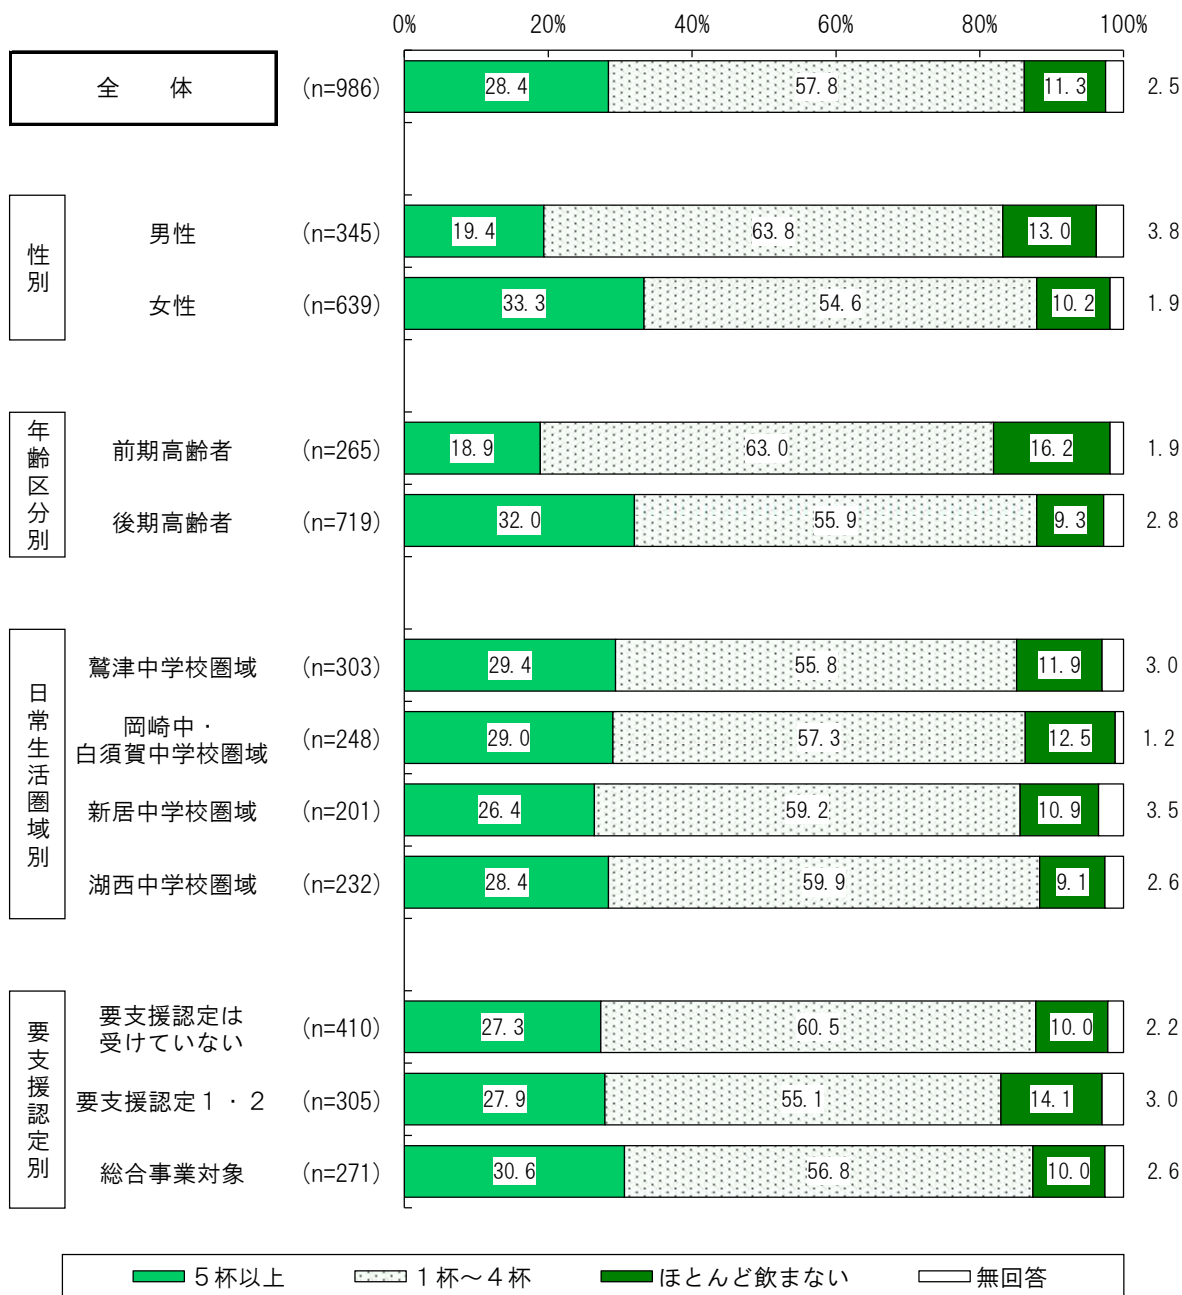 0% 20% 40% 60% 80% 100%
全 体 (n=986) 28.4 57.8 11.3 2.5
性別
男性 (n=345) 19.4 63.8 13.0 3.8
女性 (n=639) 33.3 54.6 10.2 1.9
年齢区分別
前期高齢者 (n=265) 18.9 63.0 16.2 1.9
後期高齢者 (n=719) 32.0 55.9 9.3 2.8
日常生活圏域別
鷲津中学校圏域 (n=303) 29.4 55.8 11.9 3.0
岡崎中・
白須賀中学校圏域 (n=248) 29.0 57.3 12.5 1.2
新居中学校圏域 (n=201) 26.4 59.2 10.9 3.5
湖西中学校圏域 (n=232) 28.4 59.9 9.1 2.6
要支援認定別
要支援認定は
受けていない (n=410) 27.3 60.5 10.0 2.2
要支援認定1・2 (n=305) 27.9 55.1 14.1 3.0
総合事業対象 (n=271) 30.6 56.8 10.0 2.6
5杯以上 1杯～4杯 ほとんど飲まない 無回答